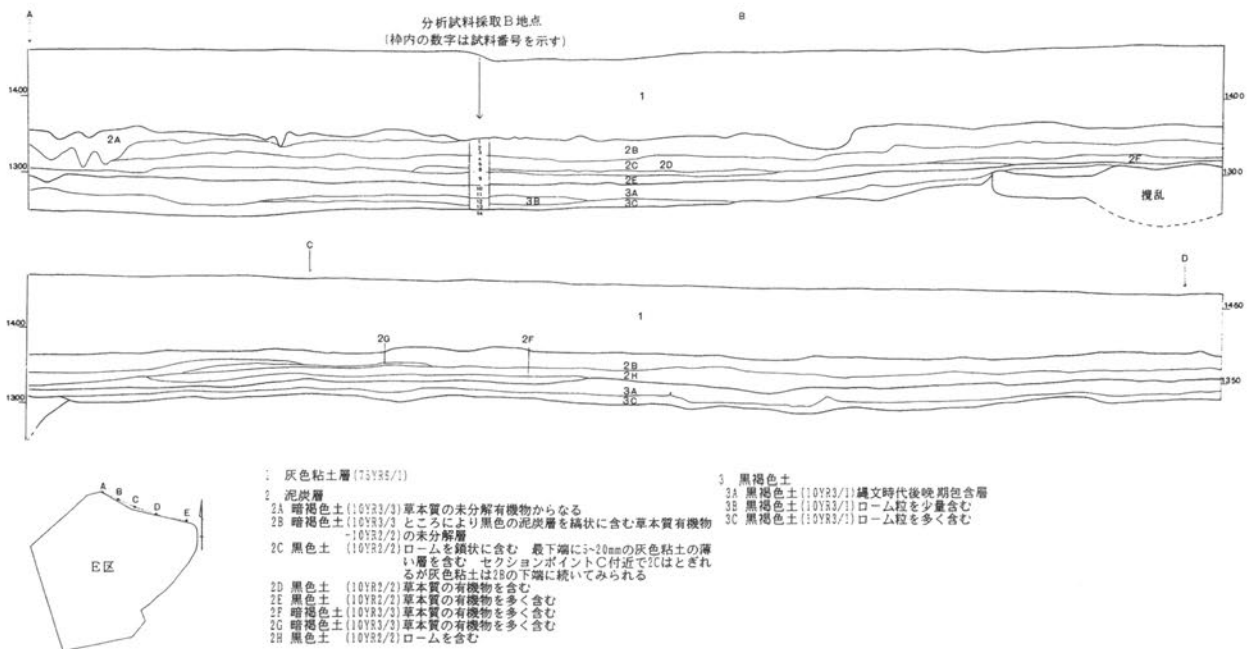 A
B
分析試料採取B地点
(枠内の数字は試料番号を示す)
1400
1300
1
2A
2B
2C
2D
2E
2F
3A
3B
3C
1400
1300
攪乱
C
D
1400
1300
1
2G
2F
2B
2H
3A
3C
A
B
C
D
E
E区
1 灰色粘土層
2 泥炭層
2A 暗褐色土(10YR3/3)草本質の未分解有機物からなる
2B 暗褐色土(10YR3/3 ところにより黒色の泥炭層を縞状に含む草本質有機物
-10YR2/2)の未分解層
2C 黒色土 (10YR2/2)ロームを鎖状に含む 最下端に5~20mmの灰色粘土の薄
い層を含む セクションポイントC付近で2Cはとぎれ
るが灰色粘土は2Bの下端に続いてみられる
2D 黒色土 (10YR2/2)草本質の有機物を含む
2E 黒色土 (10YR2/2)草本質の有機物を多く含む
2F 暗褐色土(10YR3/3)草本質の有機物を多く含む
2G 暗褐色土(10YR3/3)草本質の有機物を多く含む
2H 黒色土 (10YR2/2)ロームを含む
3 黒褐色土
3A 黒褐色土(10YR3/1)縄文時代後晩期包含層
3B 黒褐色土(10YR3/1)ローム粒を少量含む
3C 黒褐色土(10YR3/1)ローム粒を多く含む